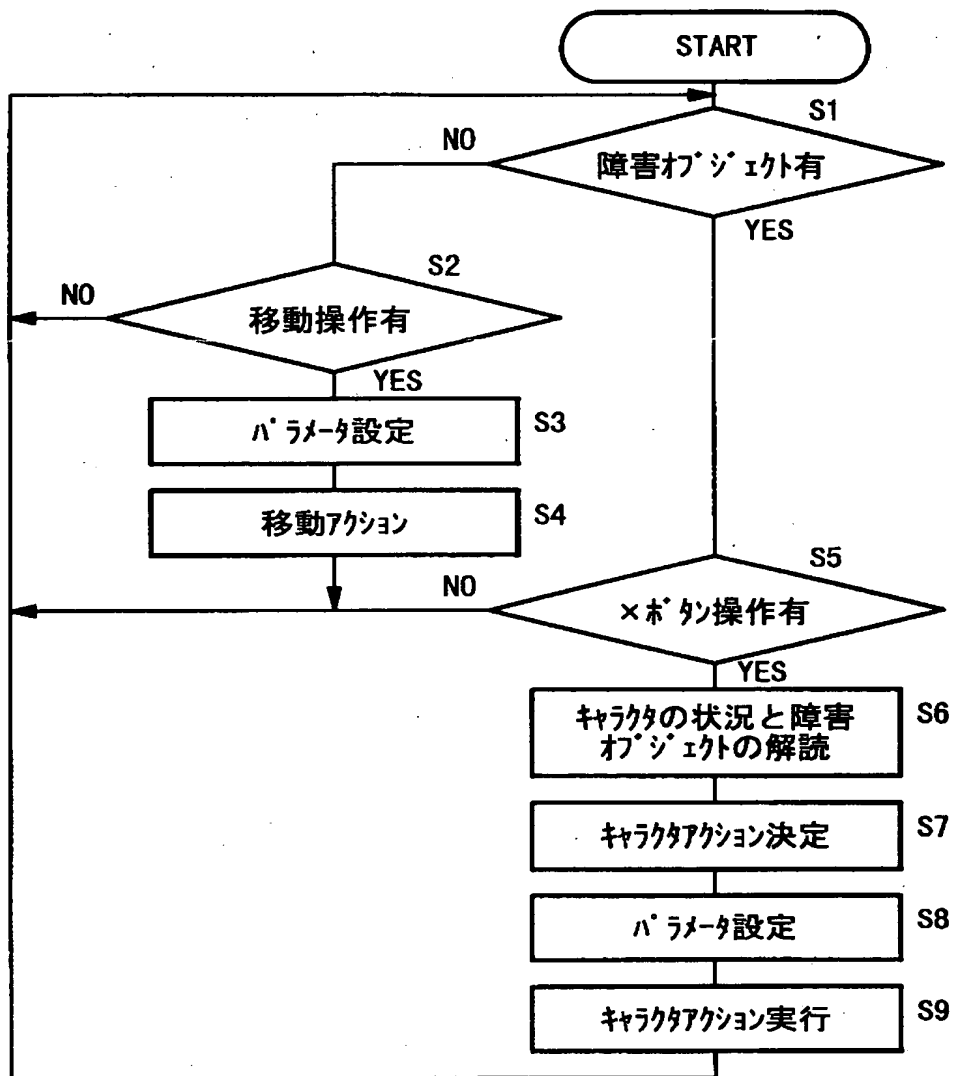 START
S1
NO
障害オブジェクト有
YES
S2
NO
移動操作有
YES
パラメータ設定
S3
移動アクション
S4
S5
NO
×ボタン操作有
YES
キャラクタの状況と障害
オブジェクトの解読
S6
キャラクタアクション決定
S7
パラメータ設定
S8
キャラクタアクション実行
S9